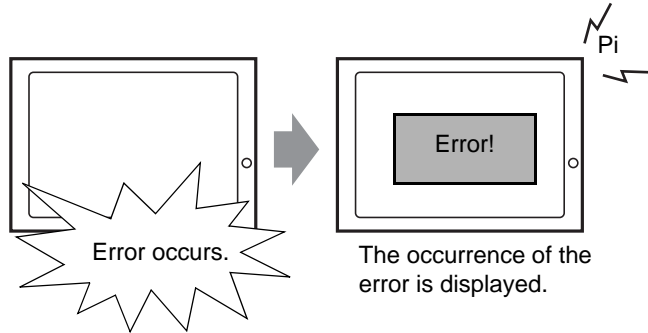 Pi
Error!
Error occurs.
The occurrence of the
error is displayed.